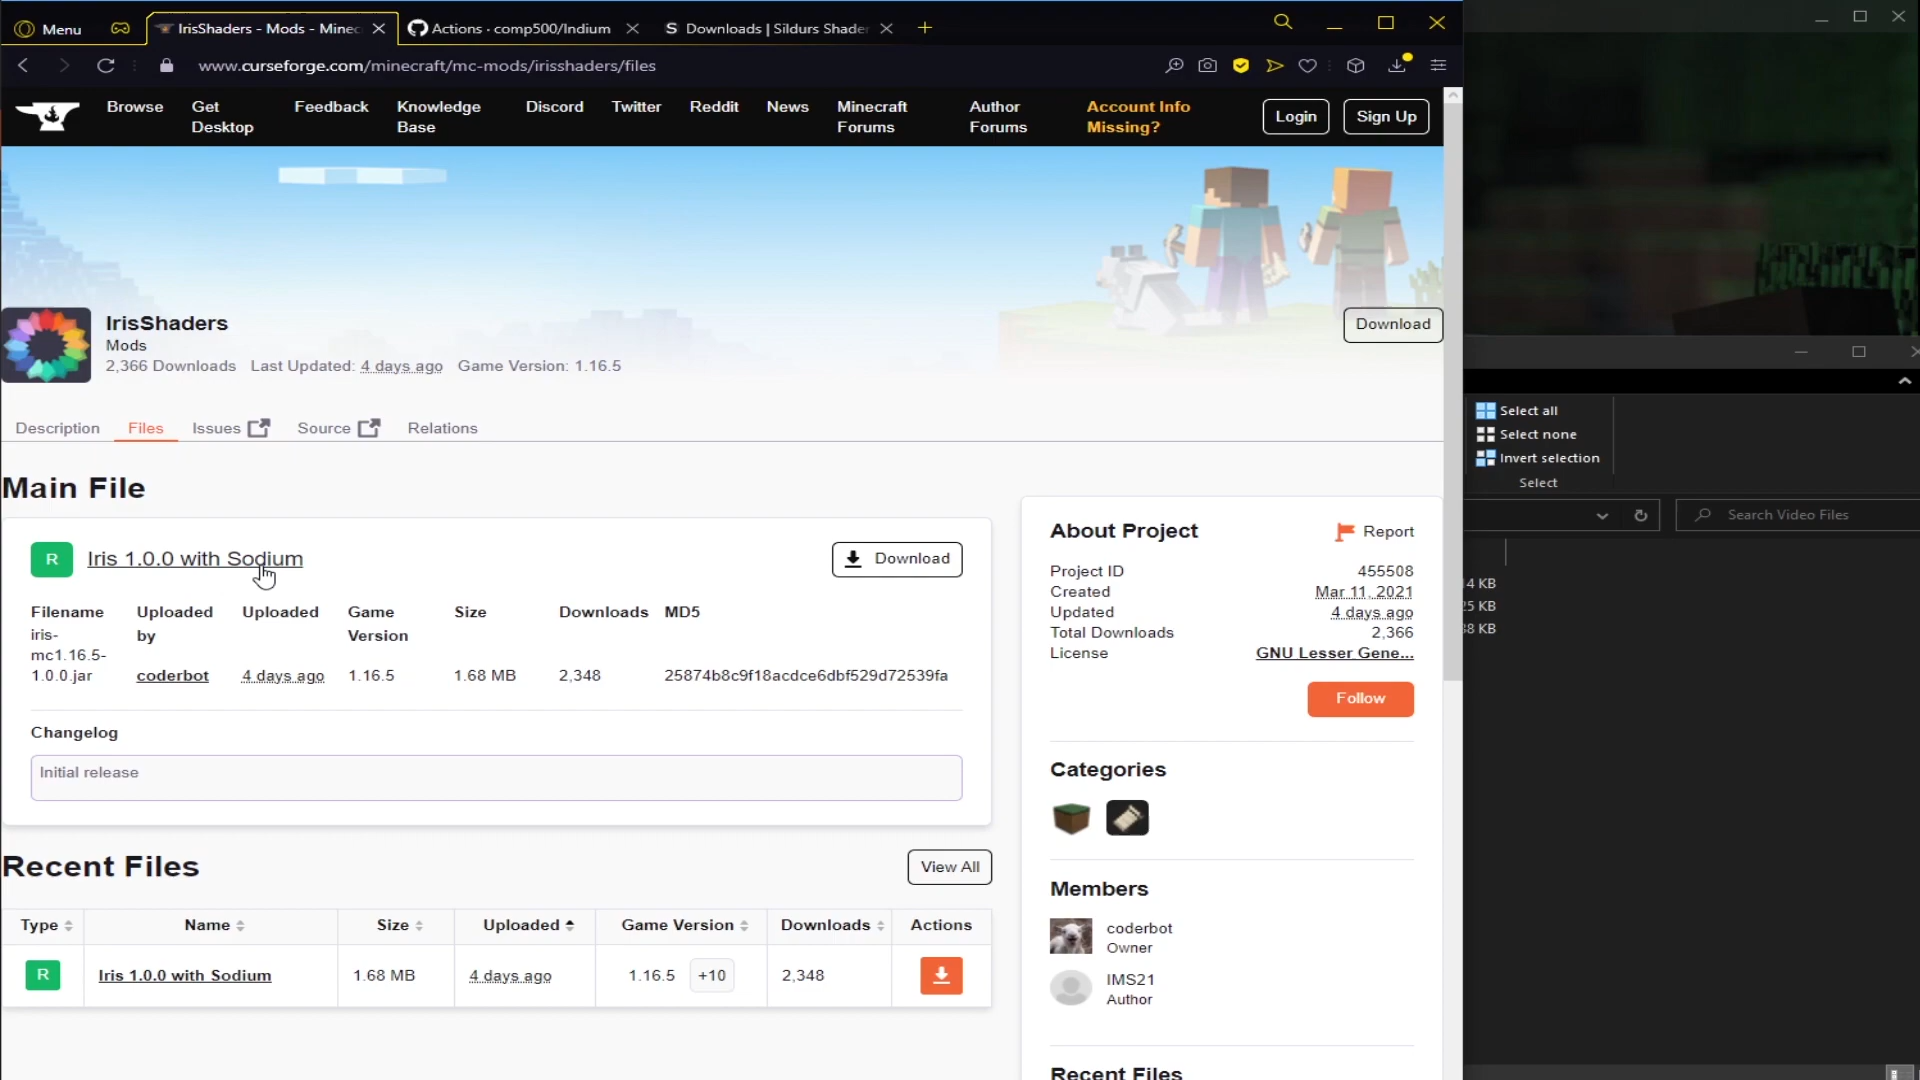 Menu
IrisShaders - Mods - Minec
Actions · comp500/Indium
Downloads | Sildurs Shader
www.curseforge.com/minecraft/mc-mods/irisshaders/files
Browse
Get
Desktop
Feedback
Knowledge
Base
Discord
Twitter
Reddit
News
Minecraft
Forums
Author
Forums
Account Info
Missing?
Login
Sign Up
IrisShaders
Mods
2,366 Downloads Last Updated: 4 days ago Game Version: 1.16.5
Download
Description Files Issues Source Relations
Main File
R Iris 1.0.0 with Sodium
Download
Filename
iris-
mc1.16.5-
1.0.0.jar
Uploaded
by
coderbot
Uploaded
4 days ago
Game
Version
1.16.5
Size
1.68 MB
Downloads
2,348
MD5
25874b8c9f18acdce6dbf529d72539fa
Changelog
Initial release
Recent Files
View All
Type Name Size Uploaded Game Version Downloads Actions
R Iris 1.0.0 with Sodium 1.68 MB 4 days ago 1.16.5 +10 2,348
About Project
Report
Project ID 455508
Created Mar 11, 2021
Updated 4 days ago
Total Downloads 2,366
License GNU Lesser Gene...
Follow
Categories
Members
coderbot
Owner
IMS21
Author
Recent Files
Select all
Select none
Invert selection
Select
Search Video Files
4 KB
5 KB
8 KB